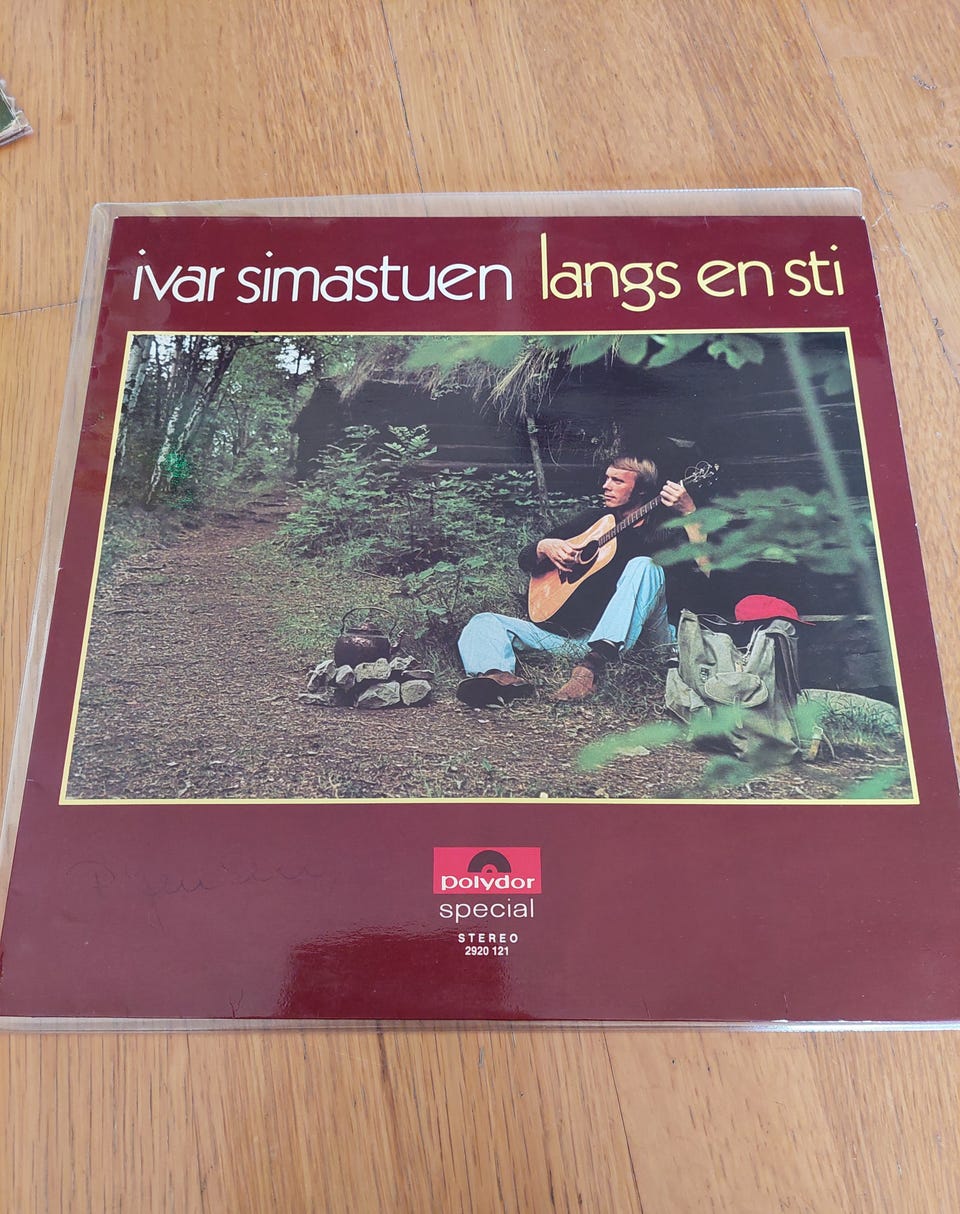 ivar simastuen langs en sti
polydor
special
STEREO
2920 121